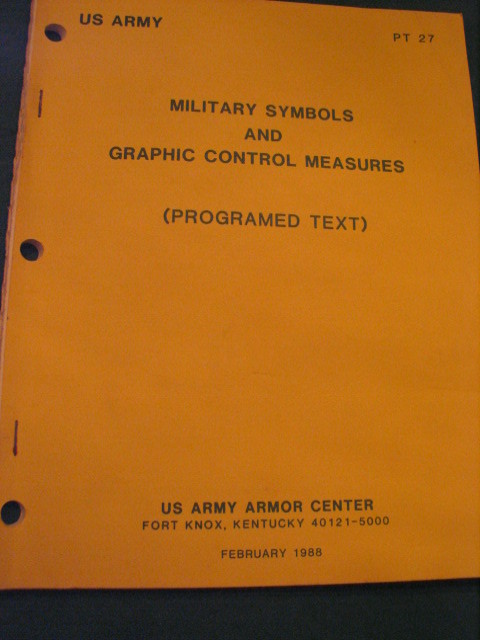 US ARMY
PT 27
MILITARY SYMBOLS
AND
GRAPHIC CONTROL MEASURES
(PROGRAMED TEXT)
US ARMY ARMOR CENTER
FORT KNOX, KENTUCKY 40121-5000
FEBRUARY 1988